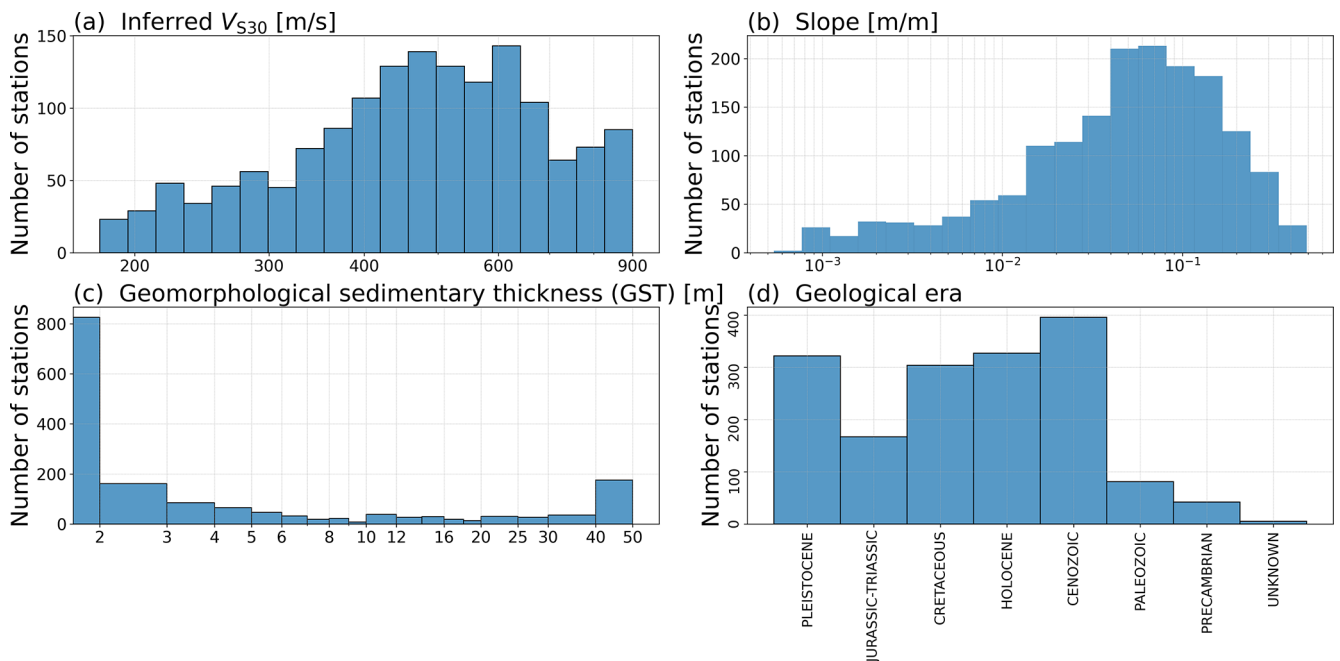 (a) Inferred VS30 [m/s]
Number of stations
150
100
50
0
200 300 400 600 900
(b) Slope [m/m]
Number of stations
200
150
100
50
0
10−3 10−2 10−1
(c) Geomorphological sedimentary thickness (GST) [m]
Number of stations
800
600
400
200
0
2 3 4 5 6 8 10 12 16 20 25 30 40 50
(d) Geological era
Number of stations
400
300
200
100
0
PLEISTOCENE
JURASSIC-TRIASSIC
CRETACEOUS
HOLOCENE
CENOZOIC
PALEOZOIC
PRECAMBRIAN
UNKNOWN